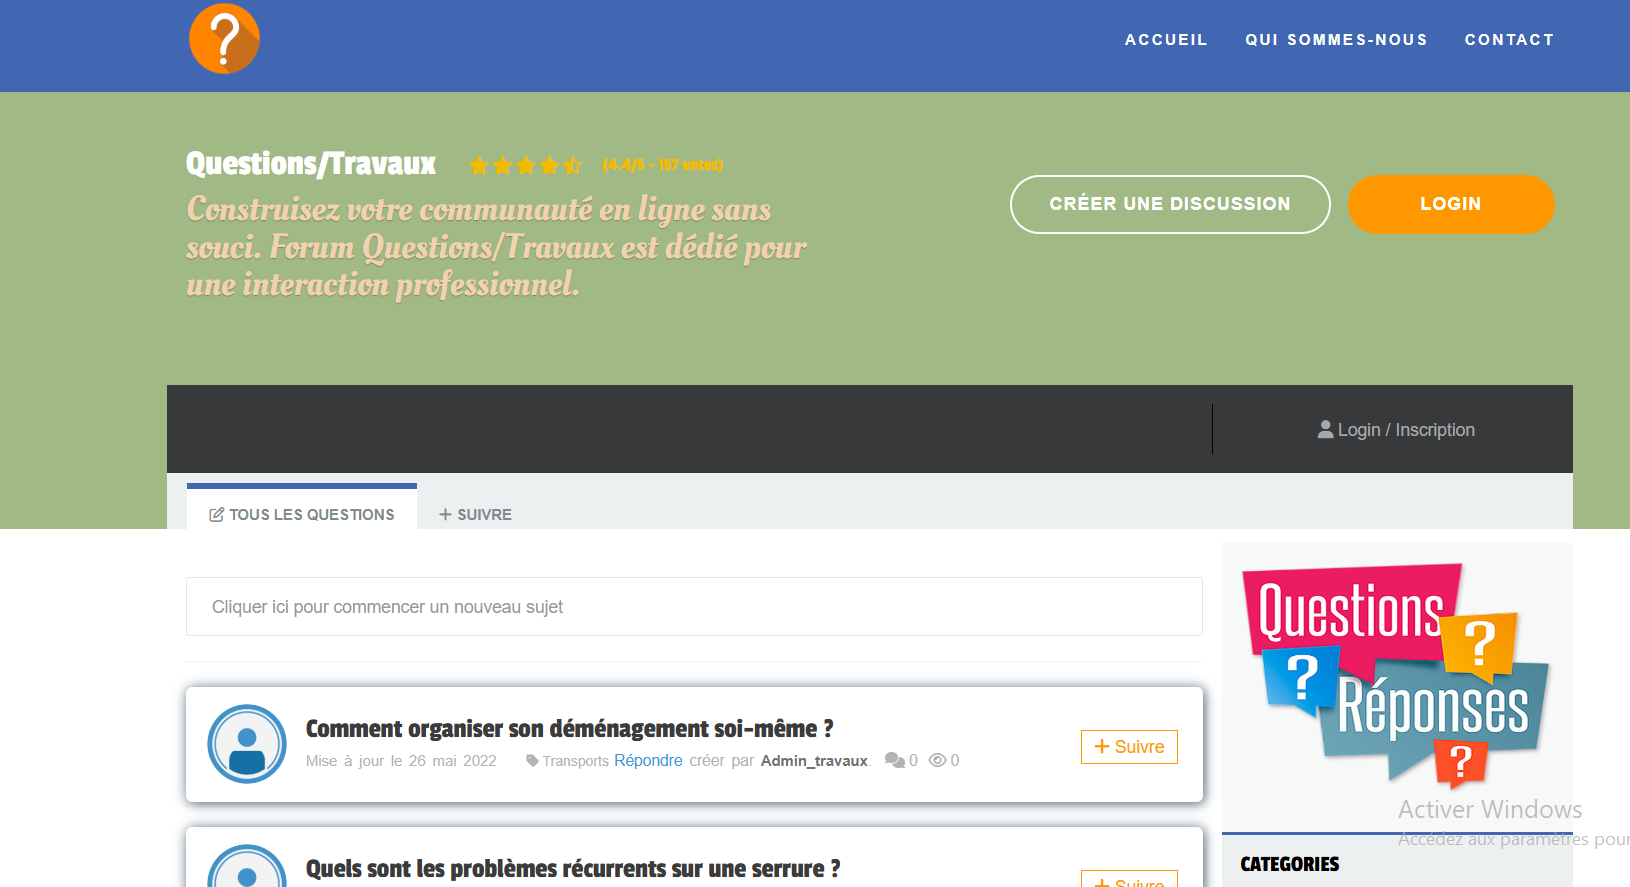 ?
ACCUEIL QUI SOMMES-NOUS CONTACT
Questions/Travaux (4.4/5 - 157 votes)
Construisez votre communauté en ligne sans
souci. Forum Questions/Travaux est dédié pour
une interaction professionnel.
CRÉER UNE DISCUSSION LOGIN
Login / Inscription
TOUS LES QUESTIONS + SUIVRE
Cliquer ici pour commencer un nouveau sujet
Comment organiser son déménagement soi-même ?
Mise à jour le 26 mai 2022 Transports Répondre créer par Admin_travaux. 0 0
+ Suivre
Quels sont les problèmes récurrents sur une serrure ?
+ Suivre
Questions
?
?
Réponses
?
Activer Windows
Accédez aux paramètres pour
CATEGORIES